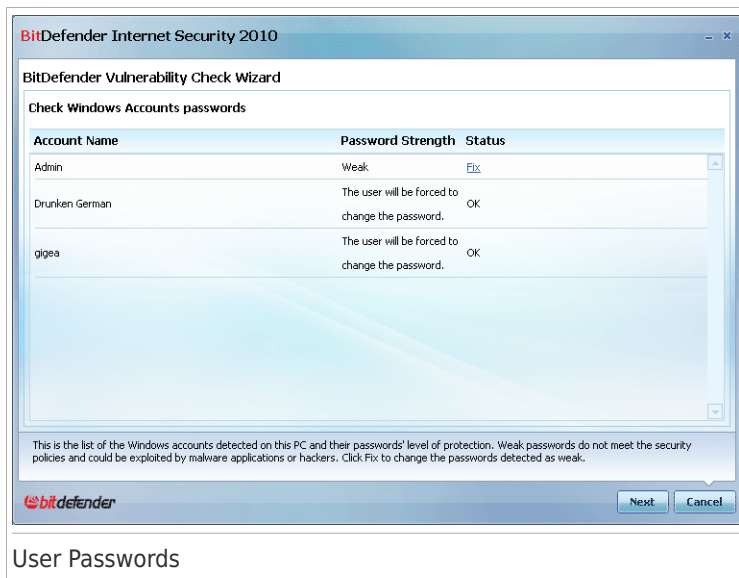 BitDefender Internet Security 2010
BitDefender Vulnerability Check Wizard
Check Windows Accounts passwords
Account Name Password Strength Status
Admin Weak Fix
Drunken German The user will be forced to change the password. OK
gigea The user will be forced to change the password. OK
This is the list of the Windows accounts detected on this PC and their passwords' level of protection. Weak passwords do not meet the security
policies and could be exploited by malware applications or hackers. Click Fix to change the passwords detected as weak.
bitdefender
Next Cancel
User Passwords